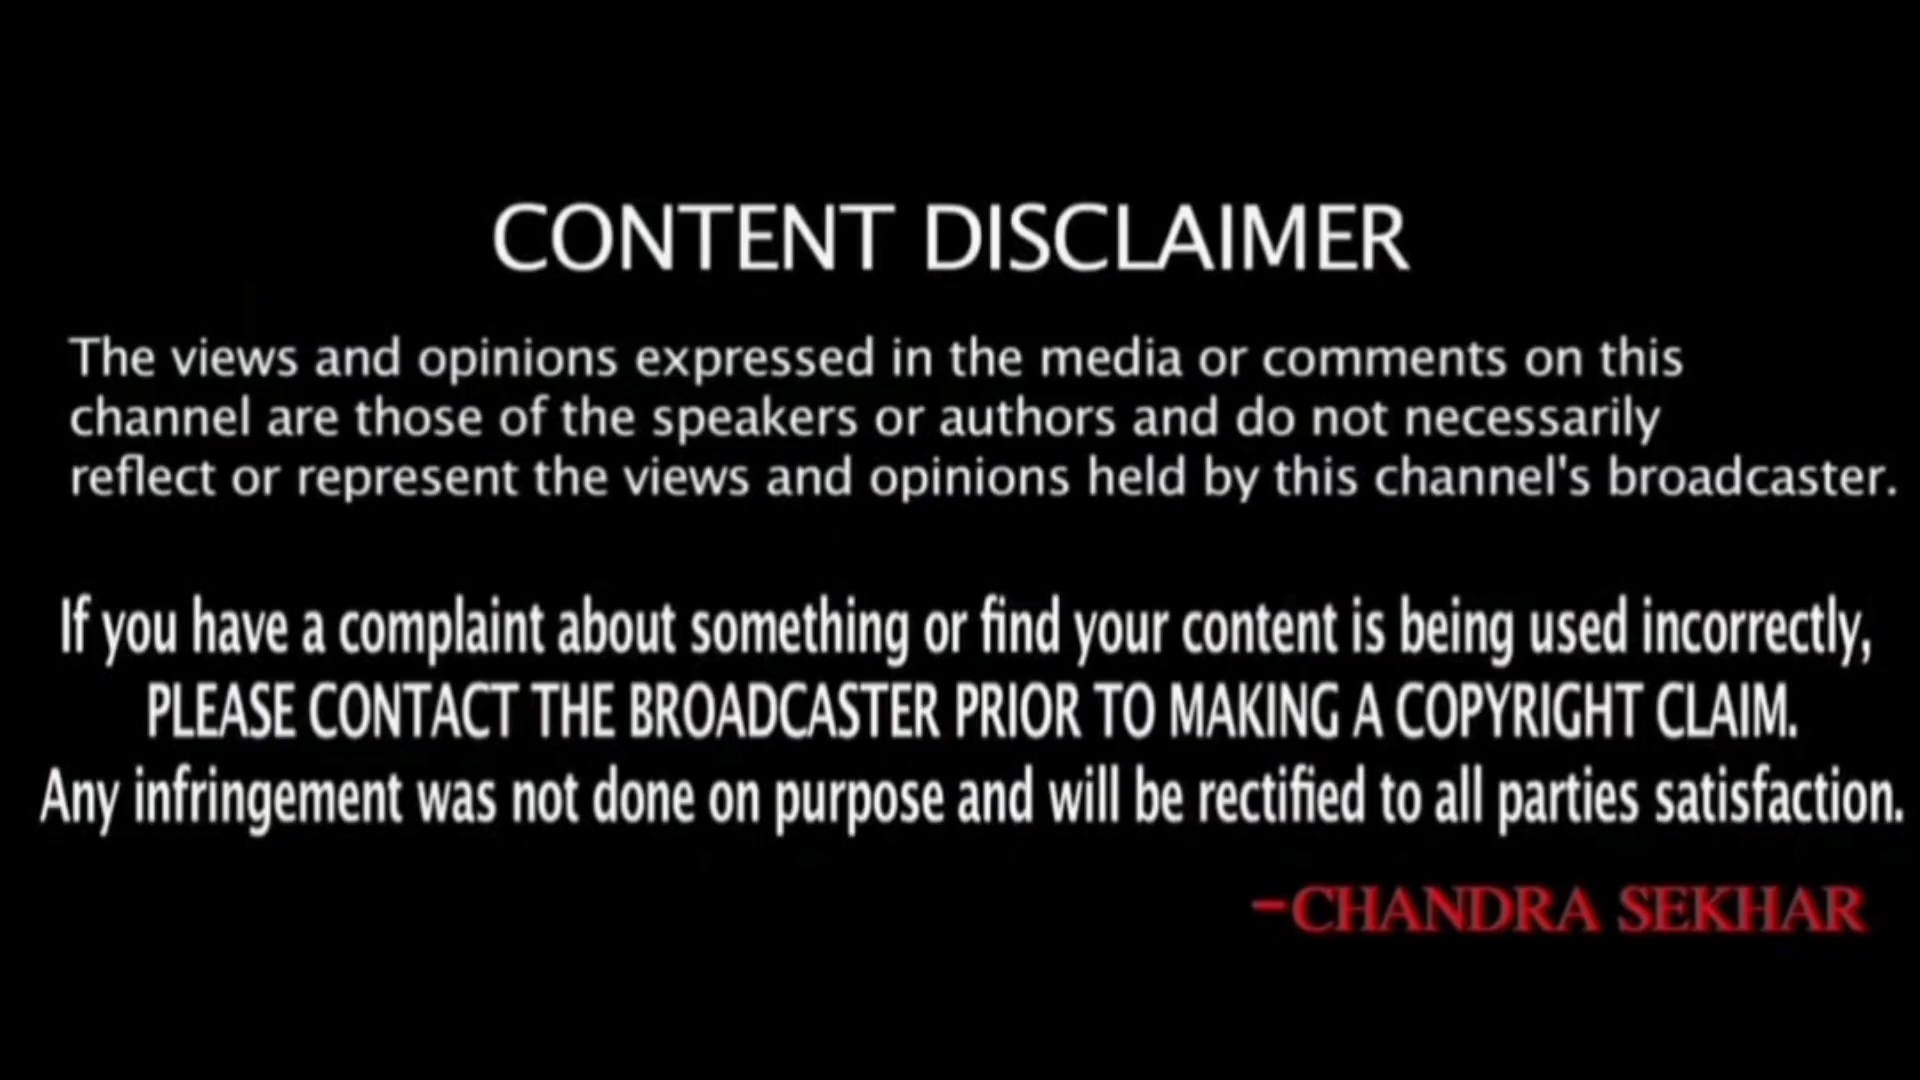 CONTENT DISCLAIMER
The views and opinions expressed in the media or comments on this
channel are those of the speakers or authors and do not necessarily
reflect or represent the views and opinions held by this channel's broadcaster.
If you have a complaint about something or find your content is being used incorrectly,
PLEASE CONTACT THE BROADCASTER PRIOR TO MAKING A COPYRIGHT CLAIM.
Any infringement was not done on purpose and will be rectified to all parties satisfaction.
-CHANDRA SEKHAR